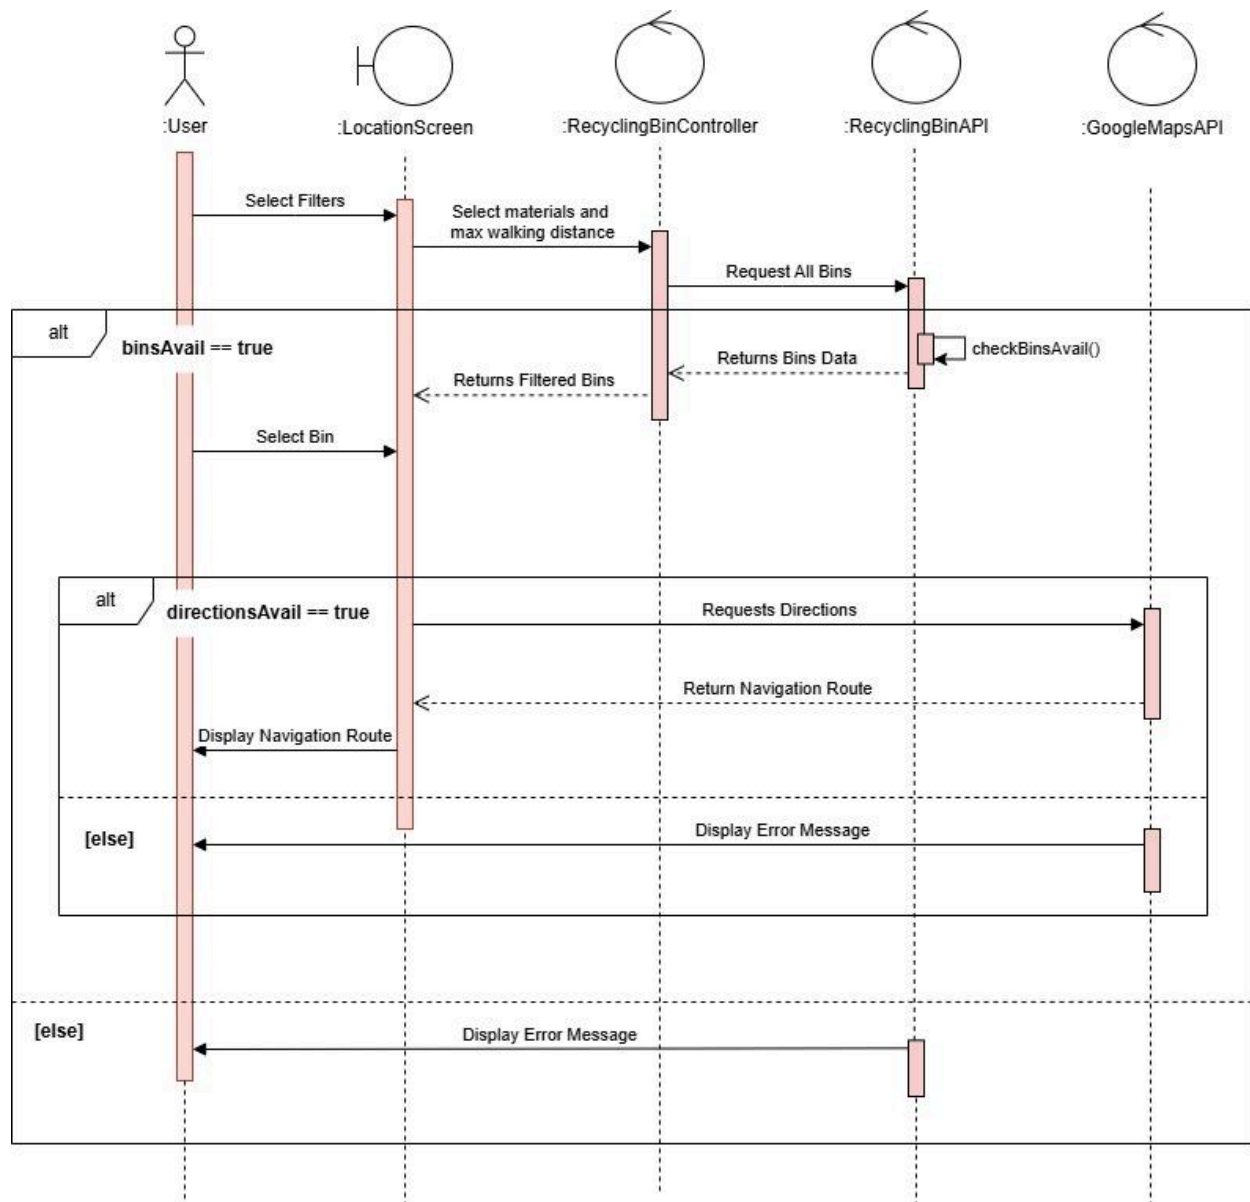 :User
:LocationScreen
:RecyclingBinController
:RecyclingBinAPI
:GoogleMapsAPI
Select Filters
Select materials and
max walking distance
Request All Bins
alt
binsAvail == true
checkBinsAvail()
Returns Bins Data
Returns Filtered Bins
Select Bin
alt
directionsAvail == true
Requests Directions
Return Navigation Route
Display Navigation Route
[else]
Display Error Message
[else]
Display Error Message